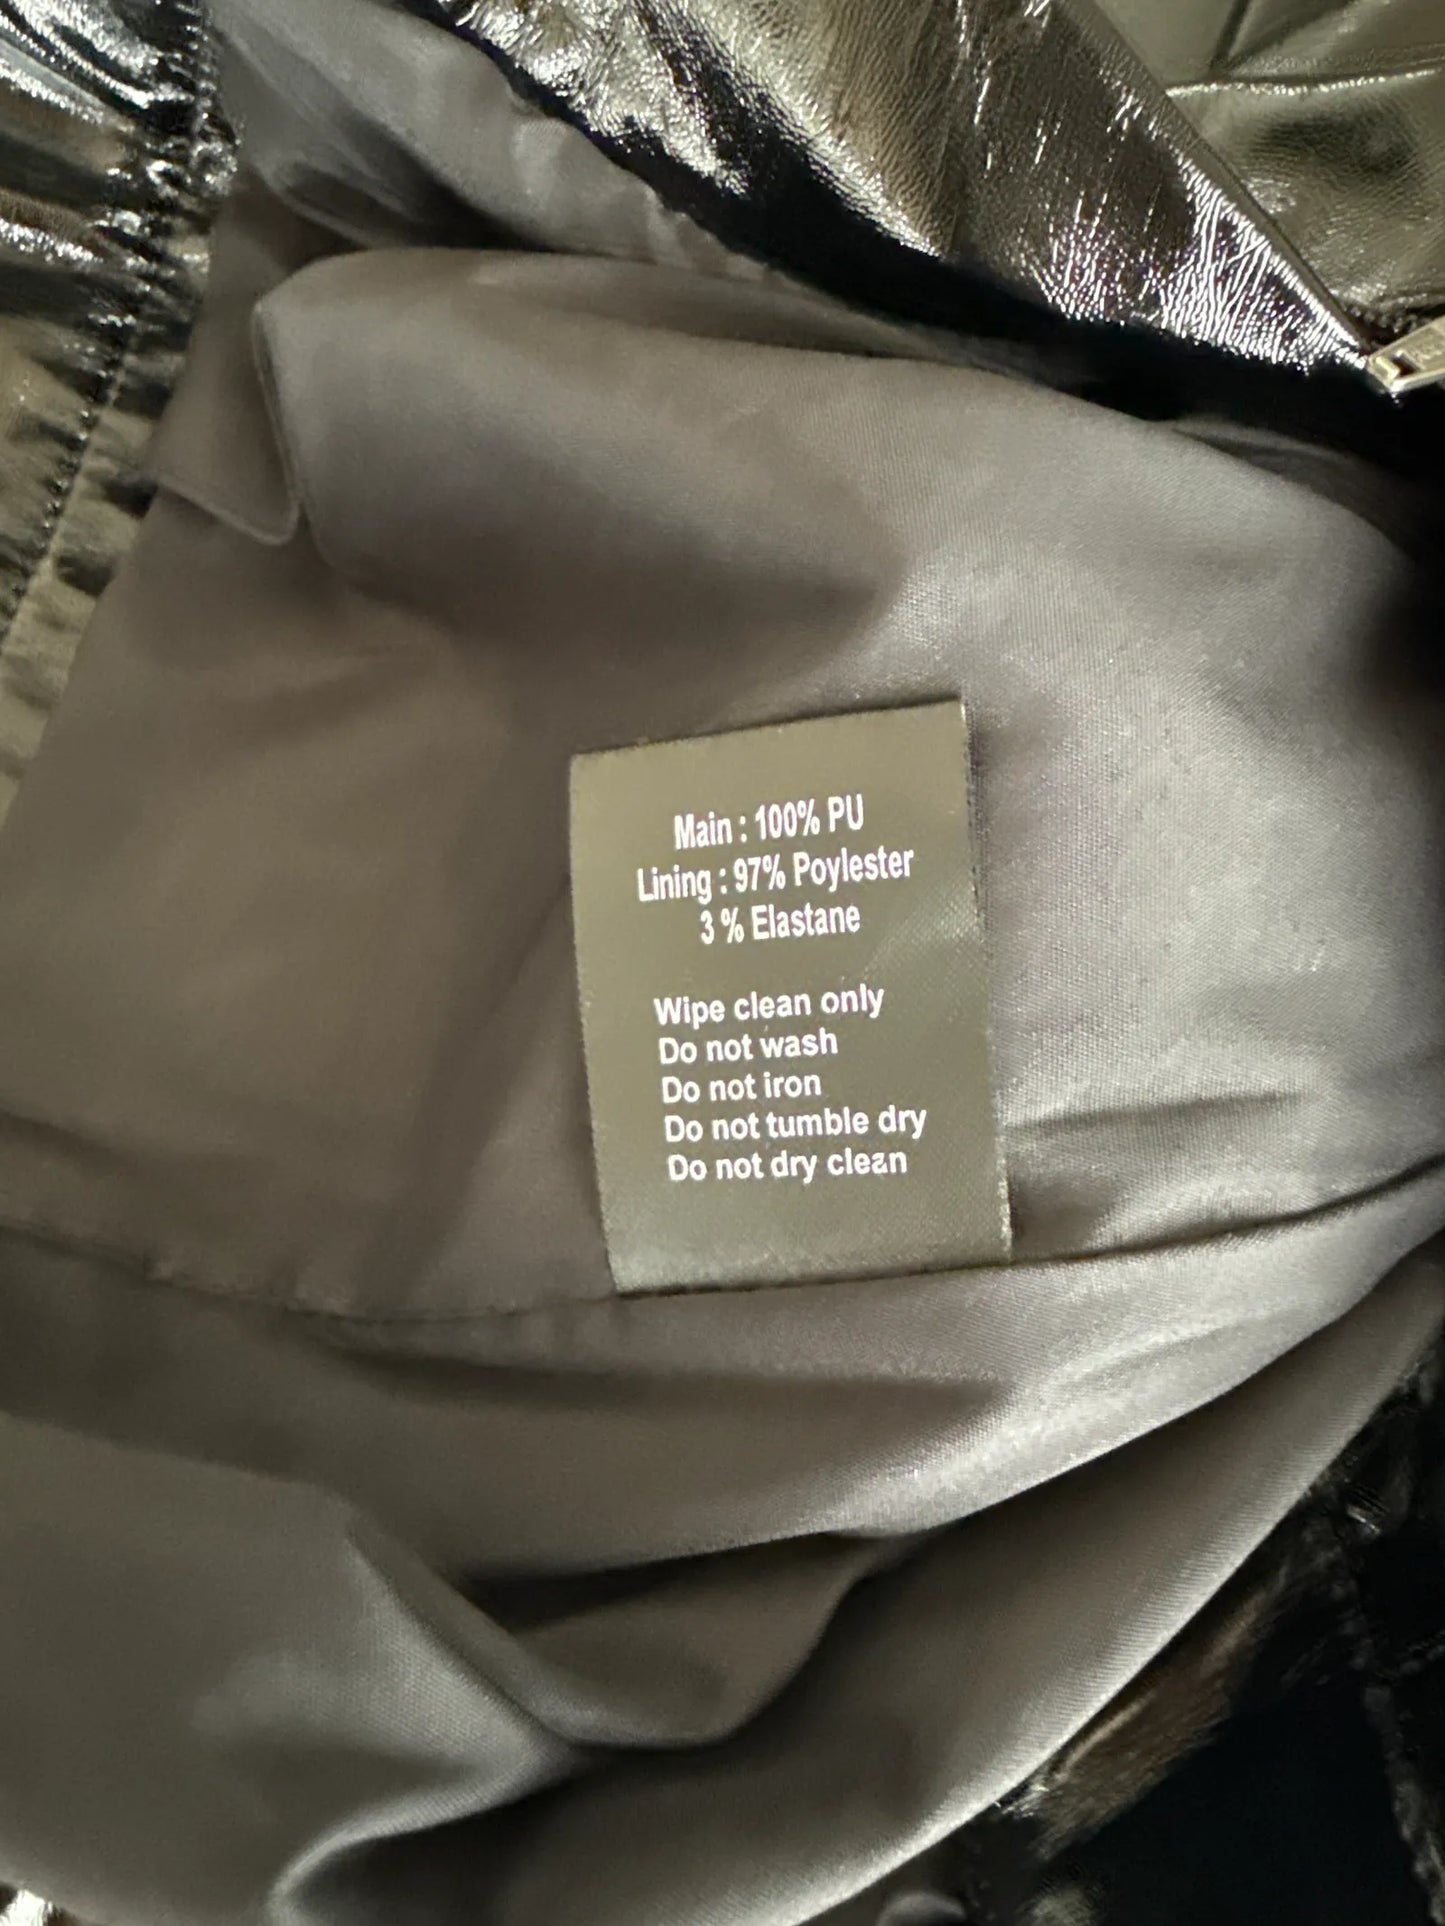 Main : 100% PU
Lining : 97% Poylester
3 % Elastane
Wipe clean only
Do not wash
Do not iron
Do not tumble dry
Do not dry clean